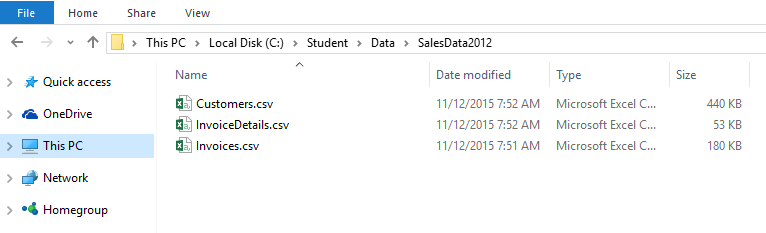 File Home Share View
This PC > Local Disk (C:) > Student > Data > SalesData2012
Name Date modified Type Size
Quick access
OneDrive
This PC
Network
Homegroup
Customers.csv 11/12/2015 7:52 AM Microsoft Excel C... 440 KB
InvoiceDetails.csv 11/12/2015 7:52 AM Microsoft Excel C... 53 KB
Invoices.csv 11/12/2015 7:51 AM Microsoft Excel C... 180 KB